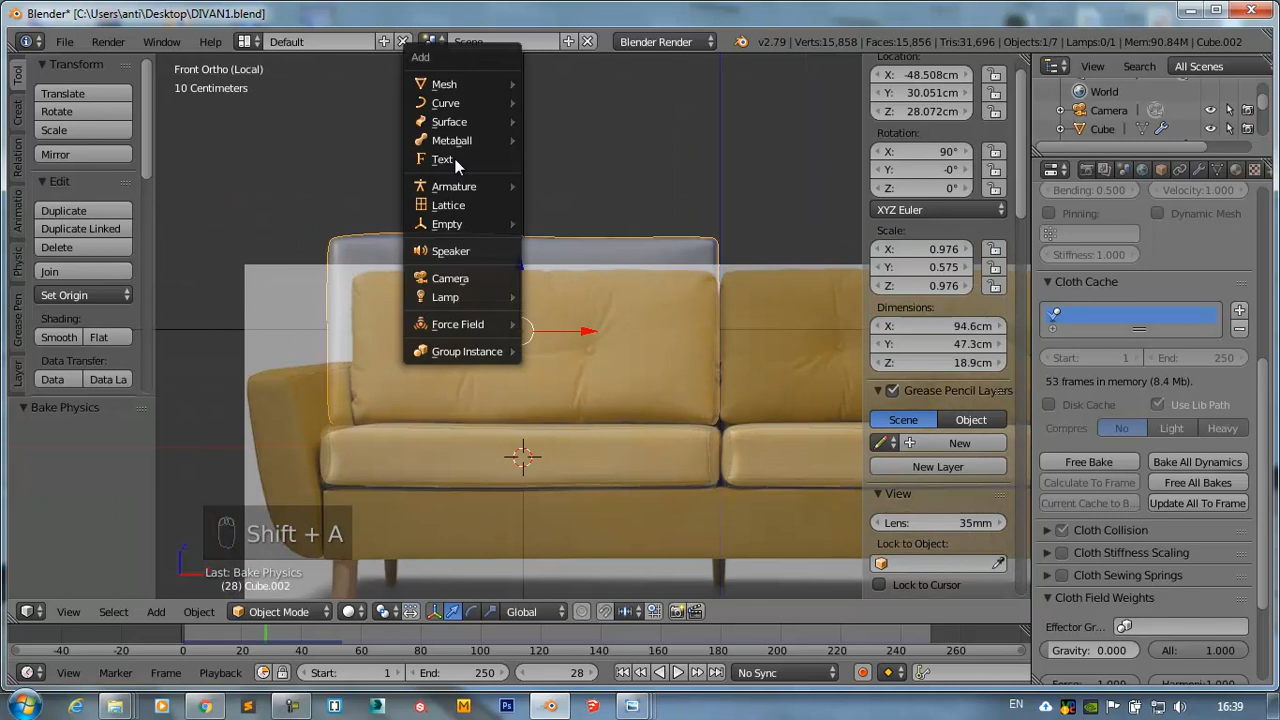 Blender* [C:\Users\anti\Desktop\DIVAN1.blend]
File Render Window Help Default Scene Blender Render v2.79 | Verts:15,858 | Faces:15,856 | Tris:31,696 | Objects:1/7 | Lamps:0/1 | Mem:90.84M | Cube.002
Transform
Translate
Rotate
Scale
Mirror
Edit
Duplicate
Duplicate Linked
Delete
Join
Set Origin
Shading:
Smooth Flat
Data Transfer:
Data Data La
Bake Physics
Tool
Creat
Relation
Animatio
Physic
Grease Pen
Layer
Front Ortho (Local)
10 Centimeters
Add
Mesh
Curve
Surface
Metaball
Text
Armature
Lattice
Empty
Speaker
Camera
Lamp
Force Field
Group Instance
Shift + A
Last: Bake Physics
(28) Cube.002
Location:
X: -48.508cm
Y: 30.051cm
Z: 28.072cm
Rotation:
X: 90°
Y: -0°
Z: 0°
XYZ Euler
Scale:
X: 0.976
Y: 0.575
Z: 0.976
Dimensions:
X: 94.6cm
Y: 47.3cm
Z: 18.9cm
Grease Pencil Layers
Scene Object
New
New Layer
View
Lens: 35mm
Lock to Object:
Lock to Cursor
View Search All Scenes
World
Camera
Cube
Bending: 0.500 Velocity: 1.000
Pinning: Dynamic Mesh
Stiffness: 1.000
Cloth Cache
Start: 1 End: 250
53 frames in memory (8.4 Mb).
Disk Cache Use Lib Path
Compres No Light Heavy
Free Bake Bake All Dynamics
Calculate To Frame Free All Bakes
Current Cache to B... Update All To Frame
Cloth Collision
Cloth Stiffness Scaling
Cloth Sewing Springs
Cloth Field Weights
Effector Gr...
Gravity: 0.000 All: 1.000
View Select Add Object Object Mode Global
-40 -20 0 20 40 60 80 100 120 140 160 180 200 220 240 260
View Marker Frame Playback Start: 1 End: 250 28 No Sync
EN 16:39